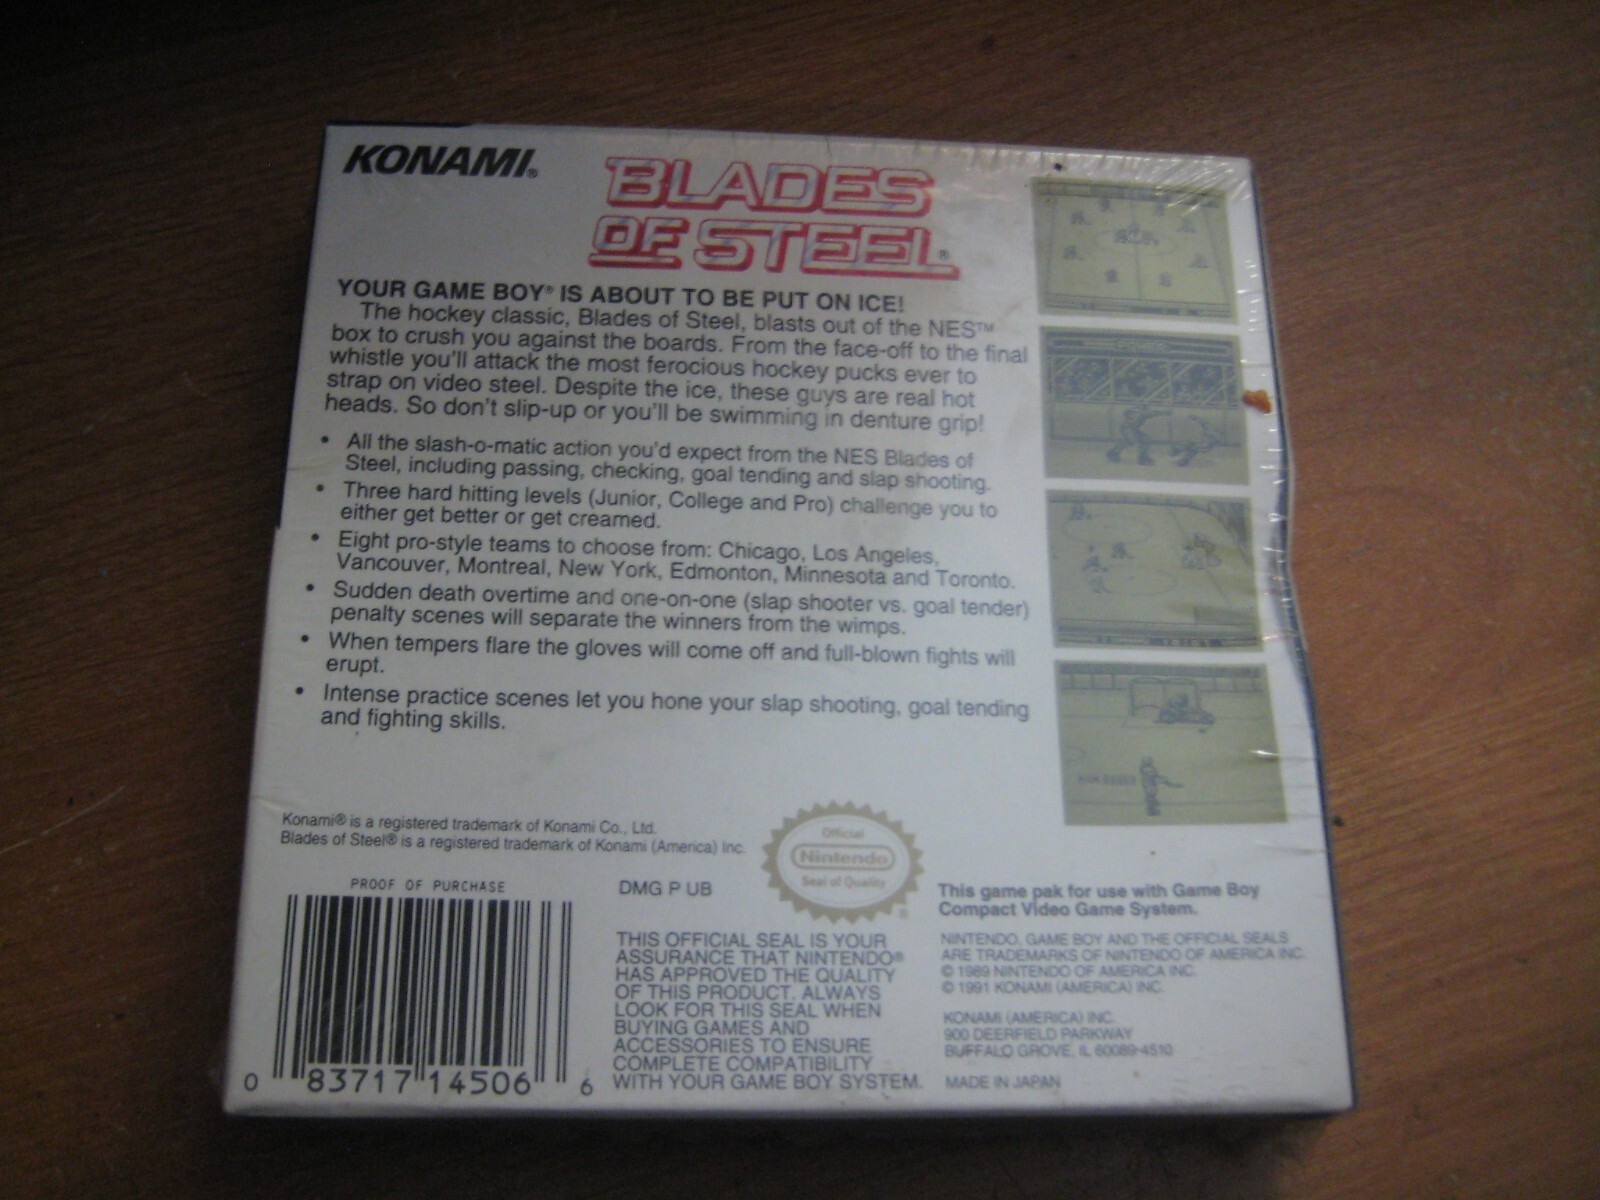 KONAMI®
BLADES
OF STEEL®
YOUR GAME BOY® IS ABOUT TO BE PUT ON ICE!
The hockey classic, Blades of Steel, blasts out of the NES™
box to crush you against the boards. From the face-off to the final
whistle you'll attack the most ferocious hockey pucks ever to
strap on video steel. Despite the ice, these guys are real hot
heads. So don't slip-up or you'll be swimming in denture grip!
• All the slash-o-matic action you'd expect from the NES Blades of
Steel, including passing, checking, goal tending and slap shooting.
• Three hard hitting levels (Junior, College and Pro) challenge you to
either get better or get creamed.
• Eight pro-style teams to choose from: Chicago, Los Angeles,
Vancouver, Montreal, New York, Edmonton, Minnesota and Toronto.
• Sudden death overtime and one-on-one (slap shooter vs. goal tender)
penalty scenes will separate the winners from the wimps.
• When tempers flare the gloves will come off and full-blown fights will
erupt.
• Intense practice scenes let you hone your slap shooting, goal tending
and fighting skills.
Konami® is a registered trademark of Konami Co., Ltd.
Blades of Steel® is a registered trademark of Konami (America) Inc.
PROOF OF PURCHASE
0 83717 14506 6
DMG P UB
Official
Nintendo
Seal of Quality
®
THIS OFFICIAL SEAL IS YOUR
ASSURANCE THAT NINTENDO®
HAS APPROVED THE QUALITY
OF THIS PRODUCT. ALWAYS
LOOK FOR THIS SEAL WHEN
BUYING GAMES AND
ACCESSORIES TO ENSURE
COMPLETE COMPATIBILITY
WITH YOUR GAME BOY SYSTEM.
This game pak for use with Game Boy
Compact Video Game System.
NINTENDO, GAME BOY AND THE OFFICIAL SEALS
ARE TRADEMARKS OF NINTENDO OF AMERICA INC.
© 1989 NINTENDO OF AMERICA INC.
© 1991 KONAMI (AMERICA) INC.
KONAMI (AMERICA) INC.
900 DEERFIELD PARKWAY
BUFFALO GROVE, IL 60089-4510
MADE IN JAPAN